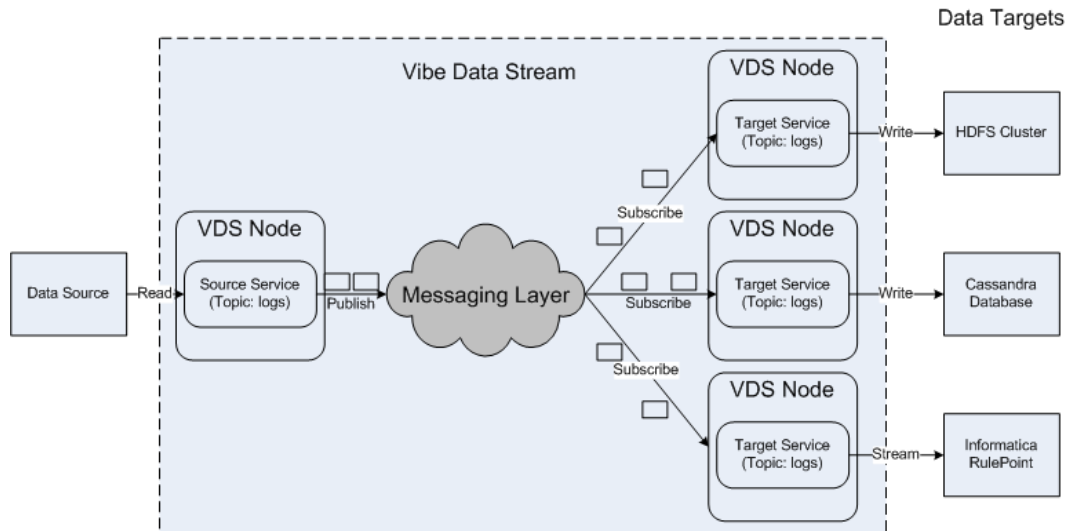 Data Targets
Vibe Data Stream
VDS Node
Target Service
(Topic: logs)
Write
HDFS Cluster
Subscribe
VDS Node
Source Service
(Topic: logs)
Data Source
Read
Publish
Messaging Layer
Subscribe
VDS Node
Target Service
(Topic: logs)
Write
Cassandra
Database
Subscribe
VDS Node
Target Service
(Topic: logs)
Stream
Informatica
RulePoint